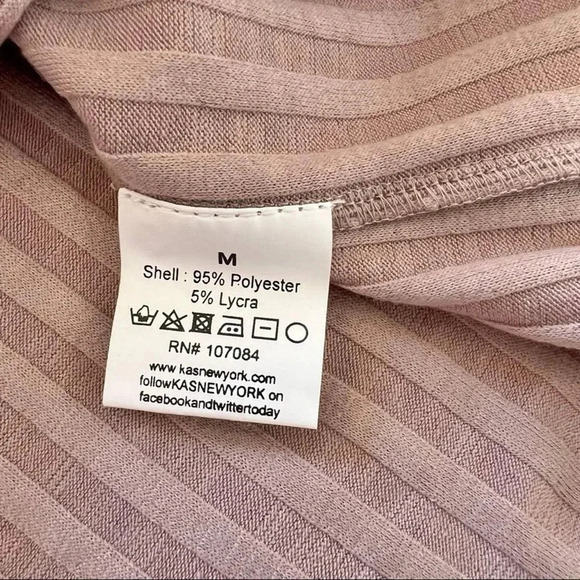 M
Shell : 95% Polyester
5% Lycra
RN# 107084
www.kasnewyork.com
followKASNEWYORK on
facebookandtwittertoday